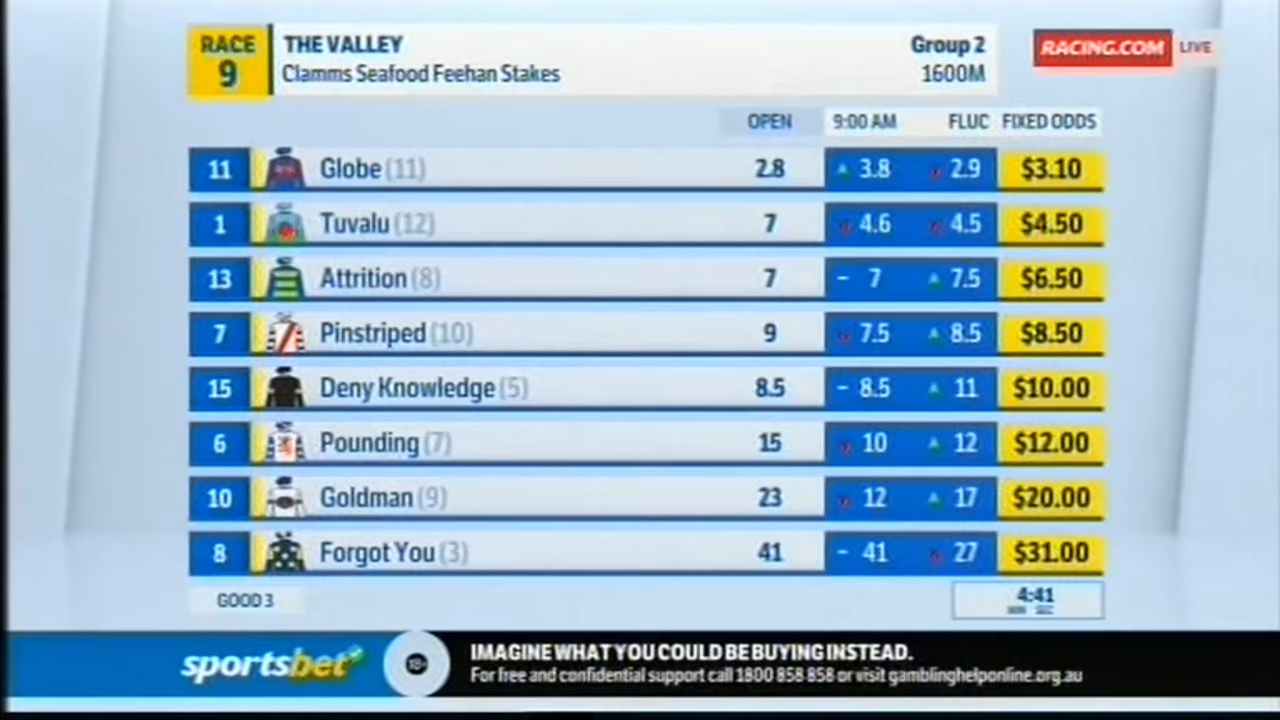 RACE
9
THE VALLEY
Clamms Seafood Feehan Stakes
Group 2
1600M
RACING.COM LIVE
OPEN 9:00 AM FLUC FIXED ODDS
11 Globe (11) 2.8 3.8 2.9 $3.10
1 Tuvalu (12) 7 4.6 4.5 $4.50
13 Attrition (8) 7 - 7 7.5 $6.50
7 Pinstriped (10) 9 7.5 8.5 $8.50
15 Deny Knowledge (5) 8.5 - 8.5 11 $10.00
6 Pounding (7) 15 10 12 $12.00
10 Goldman (9) 23 12 17 $20.00
8 Forgot You (3) 41 - 41 27 $31.00
GOOD 3
4:41
MIN SEC
sportsbet
18+
IMAGINE WHAT YOU COULD BE BUYING INSTEAD.
For free and confidential support call 1800 858 858 or visit gamblinghelponline.org.au